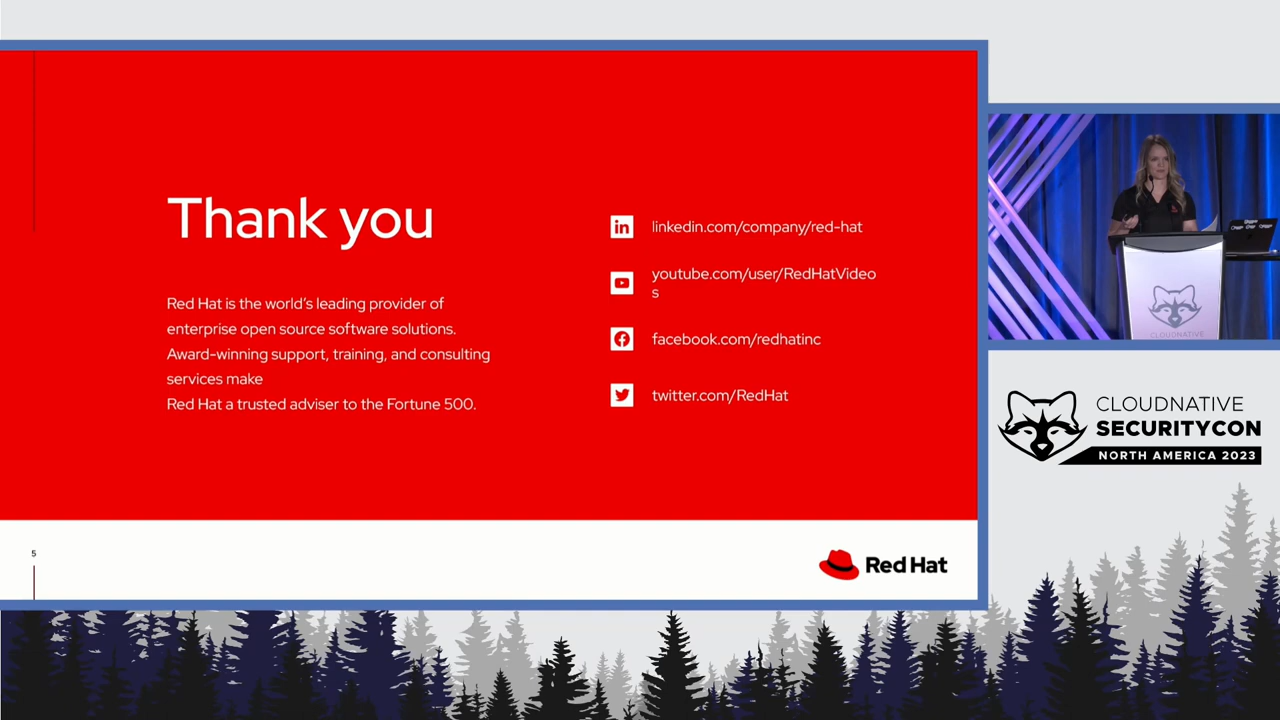 Thank you
Red Hat is the world's leading provider of
enterprise open source software solutions.
Award-winning support, training, and consulting
services make
Red Hat a trusted adviser to the Fortune 500.
linkedin.com/company/red-hat
youtube.com/user/RedHatVideo
s
facebook.com/redhatinc
twitter.com/RedHat
5
Red Hat
CLOUDNATIVE
CLOUDNATIVE
SECURITYCON
NORTH AMERICA 2023